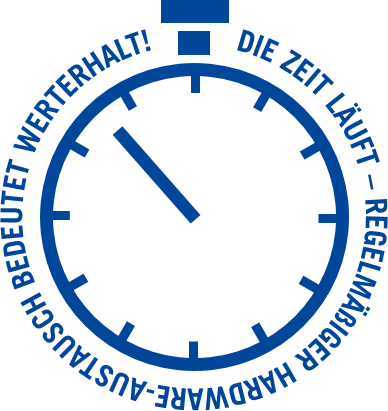 DIE ZEIT LÄUFT – REGELMÄßIGER HARDWARE-AUSTAUSCH BEDEUTET WERTERHALT!